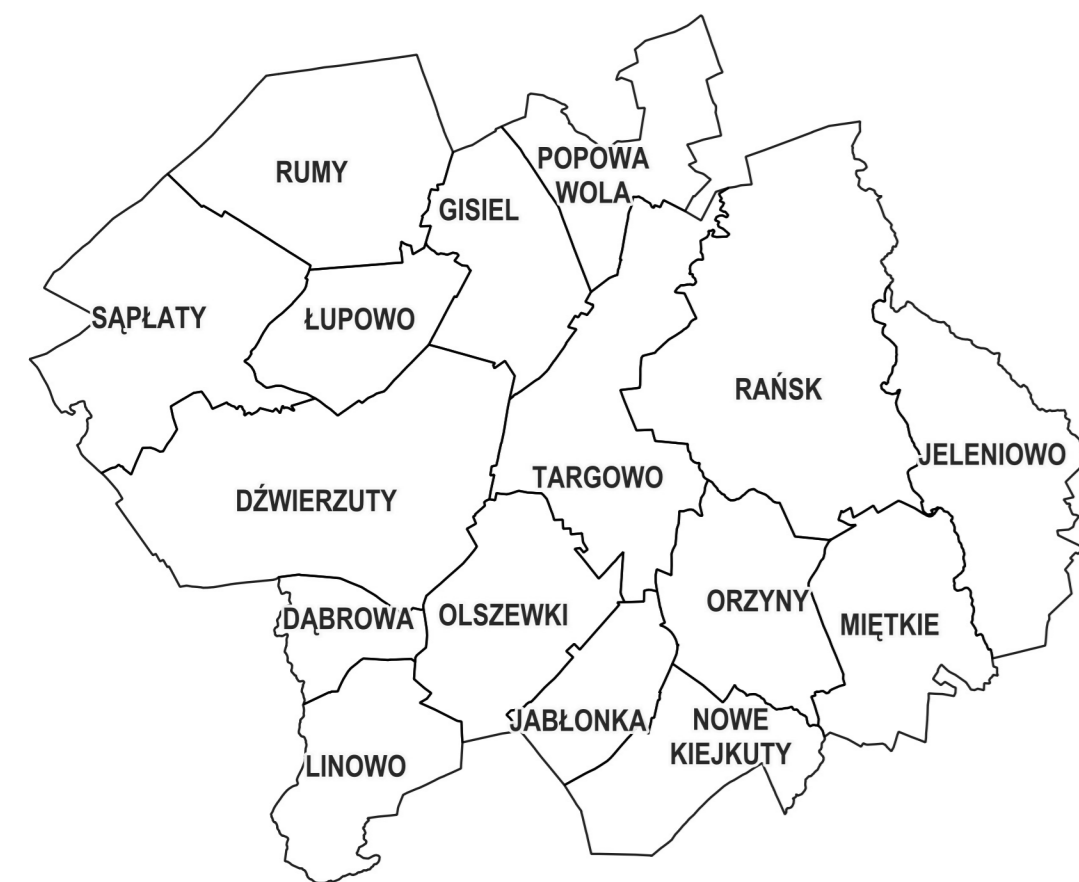 POPOWA
WOLA
RUMY
GISIEL
SĄPŁATY
ŁUPOWO
RAŃSK
JELENIOWO
TARGOWO
DŹWIERZUTY
ORZYNY
DĄBROWA
OLSZEWKI
MIĘTKIE
JABŁONKA
NOWE
KIEJKUTY
LINOWO